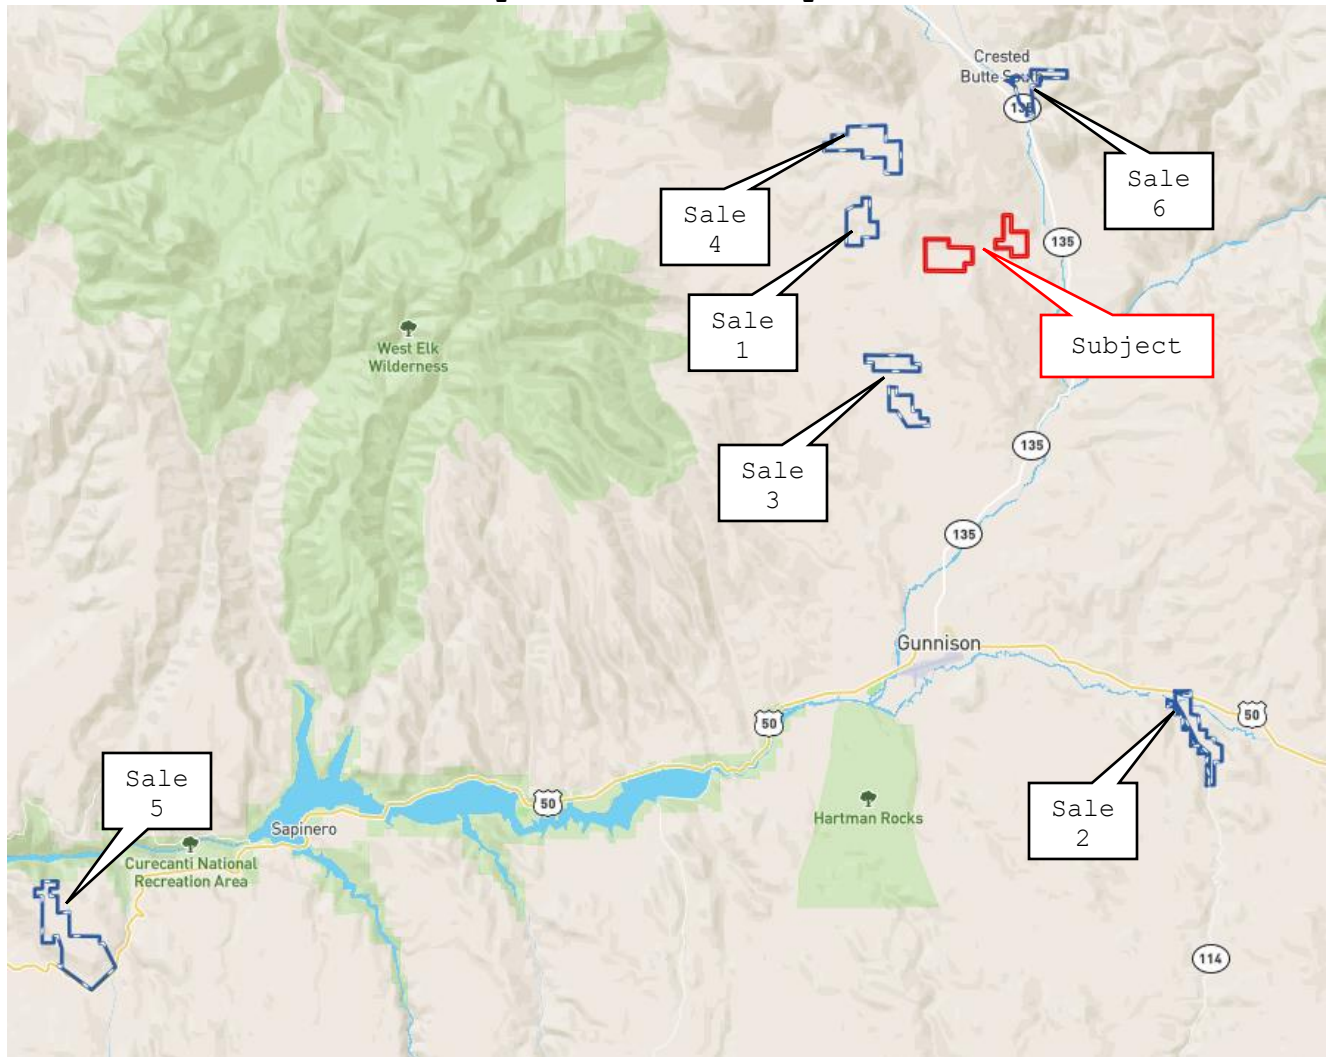 Crested
Butte South
135
Sale
6
Sale
4
135
Sale
1
Subject
West Elk
Wilderness
135
Sale
3
135
Gunnison
50
50
Sale
5
50
Sale
2
Hartman Rocks
Sapinero
Curecanti National
Recreation Area
114